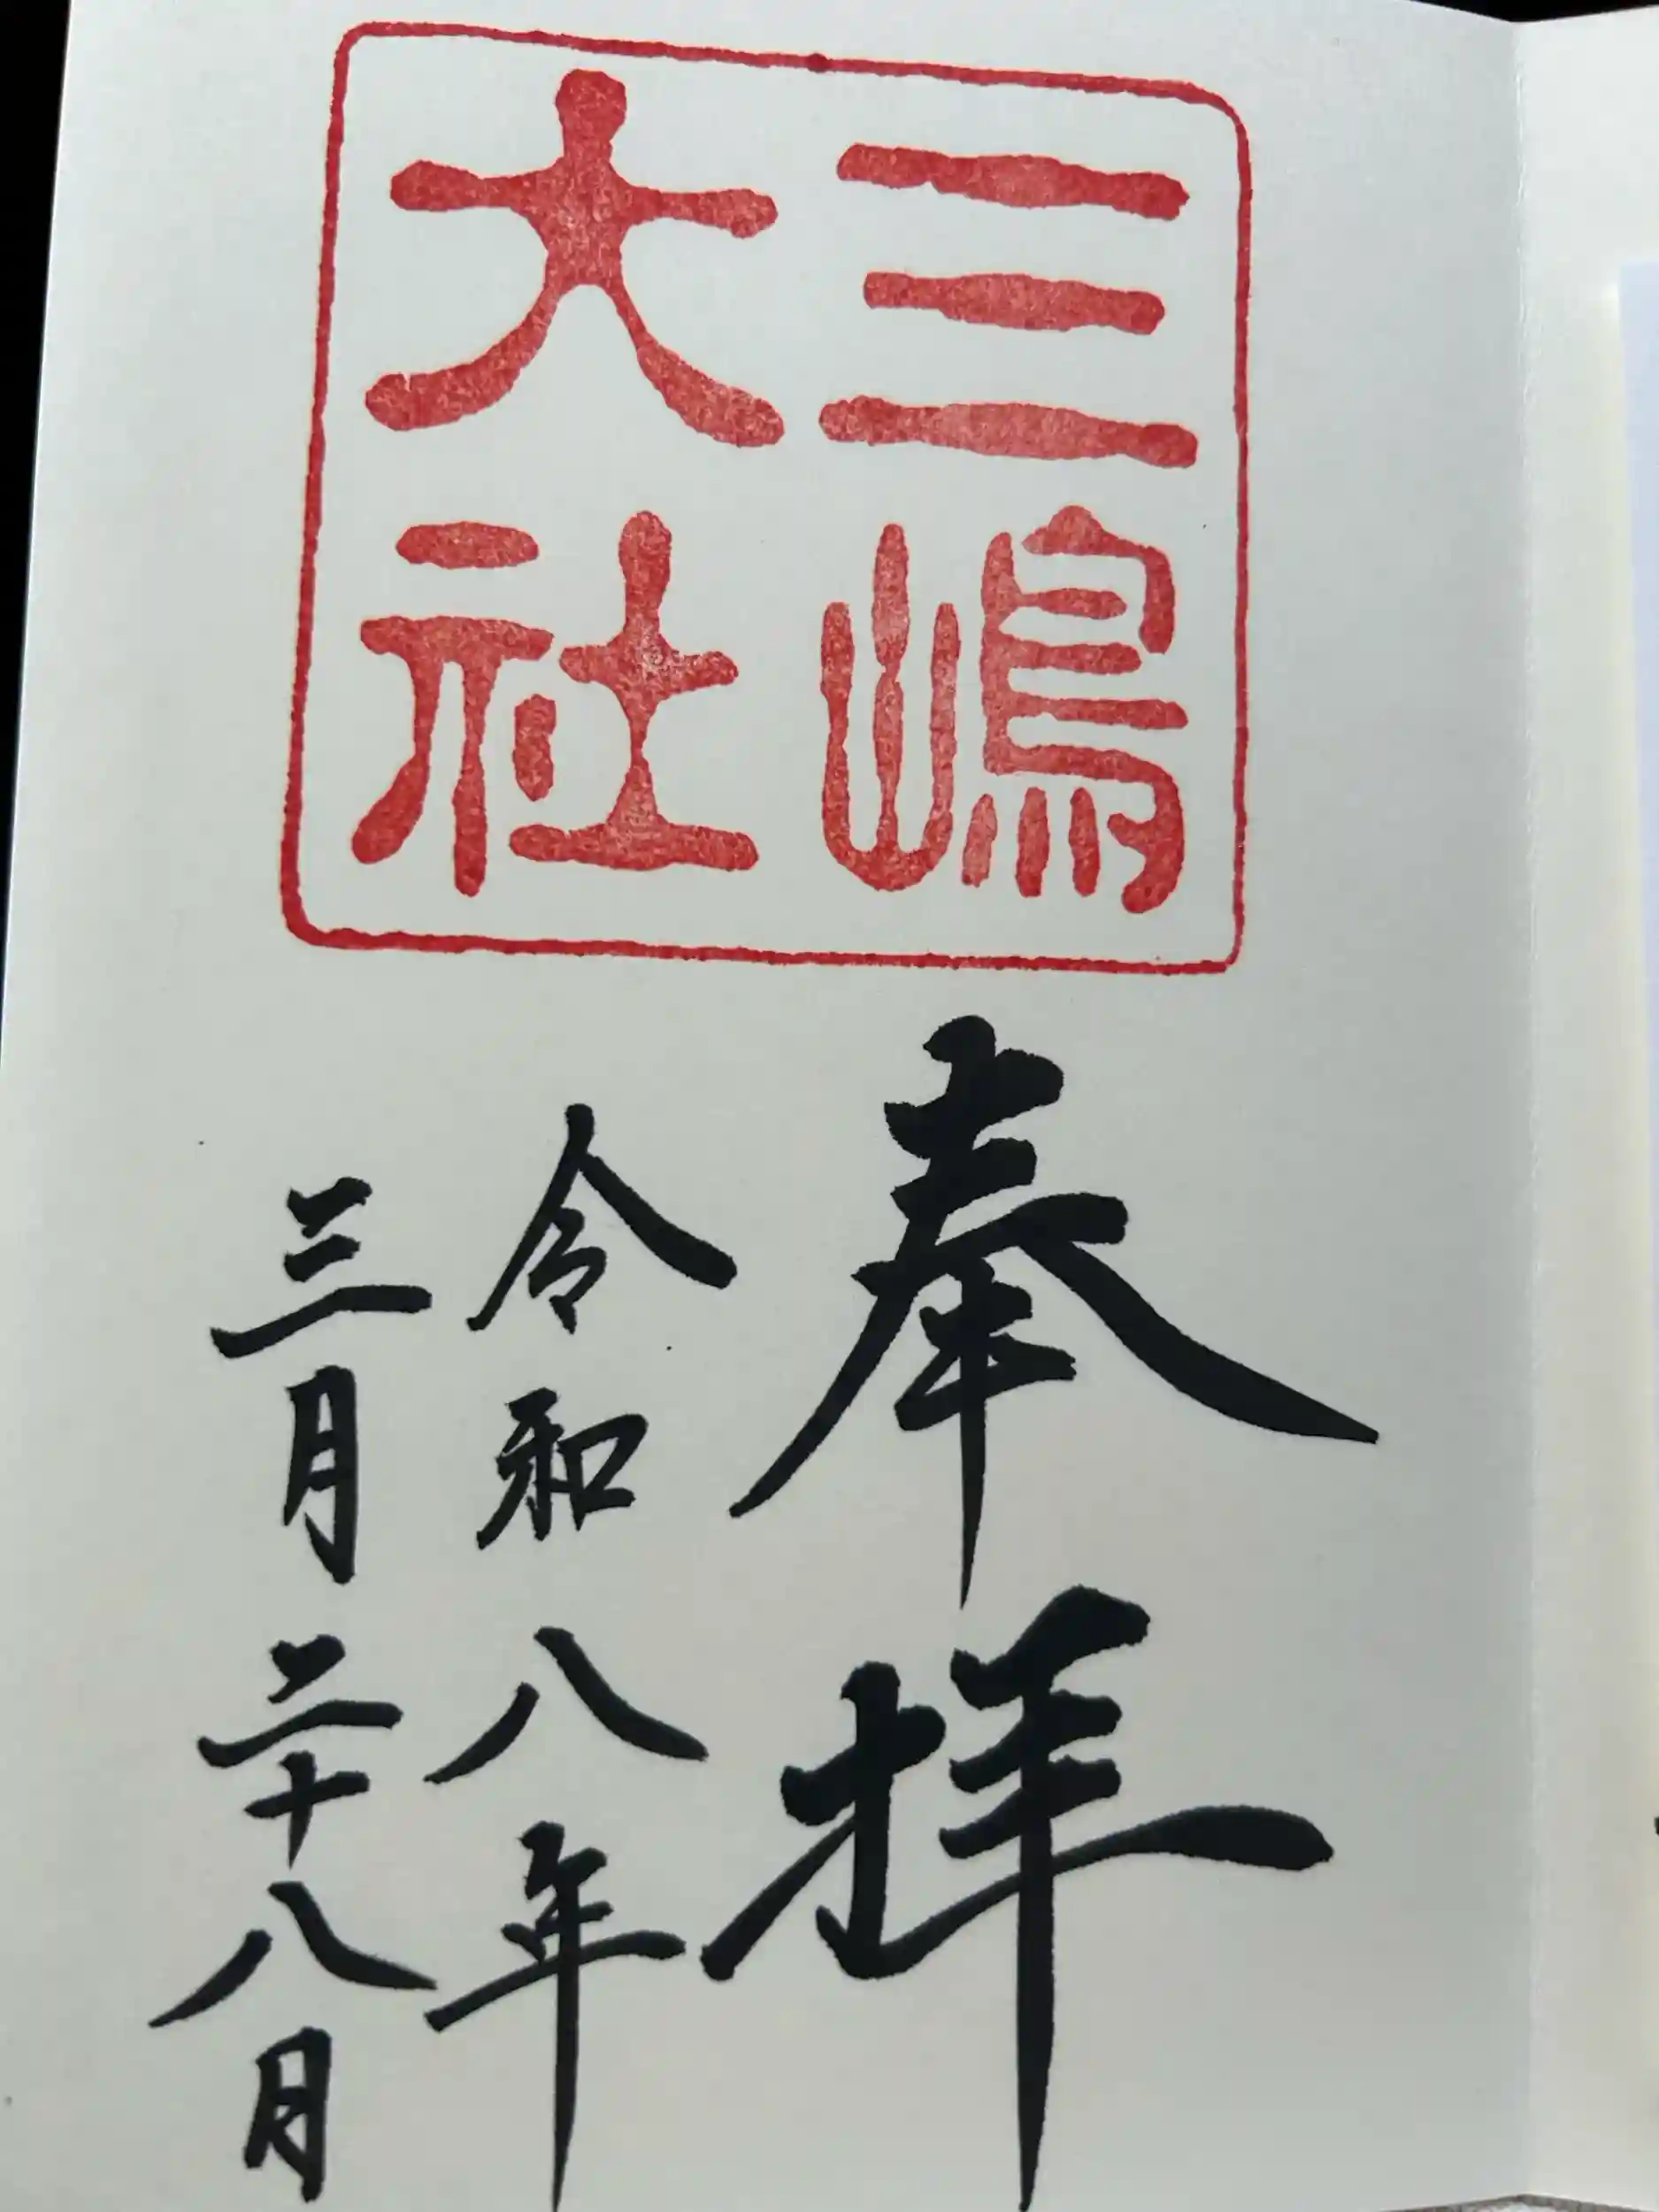 三嶋
大社
奉拝
令和八年
三月二十八日